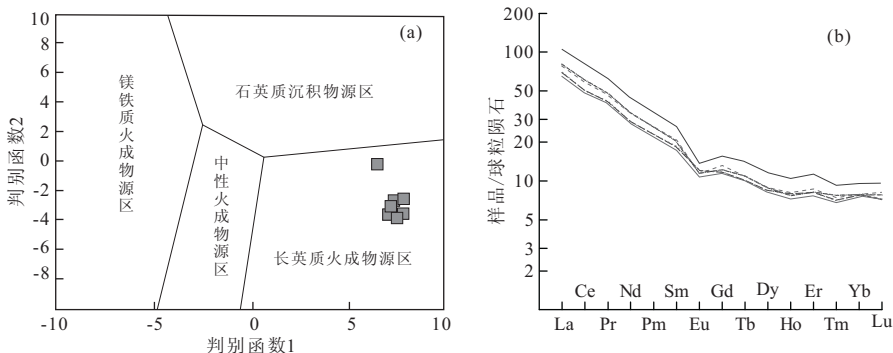 (a)
10
8
6
4
2
0
-2
-4
-6
-8
判别函数2
镁铁质火成物源区
石英质沉积物源区
中性火成物源区
长英质火成物源区
-10
-5
0
5
10
判别函数1
(b)
200
100
50
30
20
10
5
3
2
样品/球粒陨石
Ce
Nd
Sm
Gd
Dy
Er
Yb
La
Pr
Pm
Eu
Tb
Ho
Tm
Lu